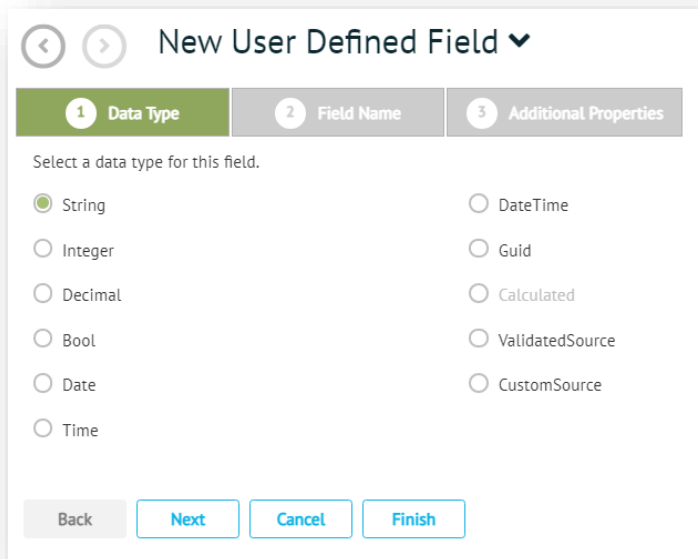 New User Defined Field
1 Data Type
2 Field Name
3 Additional Properties
Select a data type for this field.
String
Integer
Decimal
Bool
Date
Time
DateTime
Guid
Calculated
ValidatedSource
CustomSource
Back
Next
Cancel
Finish